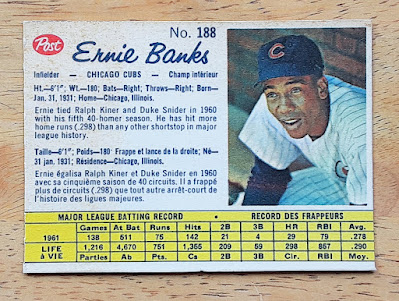 No. 188
Post
Ernie Banks
Infielder - CHICAGO CUBS - Champ intérieur
Ht.—6'1"; Wt.—180; Bats—Right; Throws—Right; Born—
Jan. 31, 1931; Home—Chicago, Illinois.
Ernie tied Ralph Kiner and Duke Snider in 1960
with his fifth 40-homer season. He has hit more
home runs (.298) than any other shortstop in major
league history.
Taille—6'1"; Poids—180; Frappe et lance de la droite; Né—
31 janv. 1931; Résidence—Chicago, Illinois.
Ernie égalisa Ralph Kiner et Duke Snider en 1960
avec sa cinquième saison de 40 circuits. Il a frappé
plus de circuits (.298) que tout autre arrêt-court de
l'histoire des ligues majeures.
C
MAJOR LEAGUE BATTING RECORD • RECORD DES FRAPPEURS
Games At Bat Runs Hits 2B 3B HR RBI Avg.
1961 138 511 75 142 21 4 29 79 .278
LIFE À VIE 1,216 4,670 751 1,365 209 59 298 867 .290
Parties Ab Pts Cs 2B 3B Circ. RBI Moy.